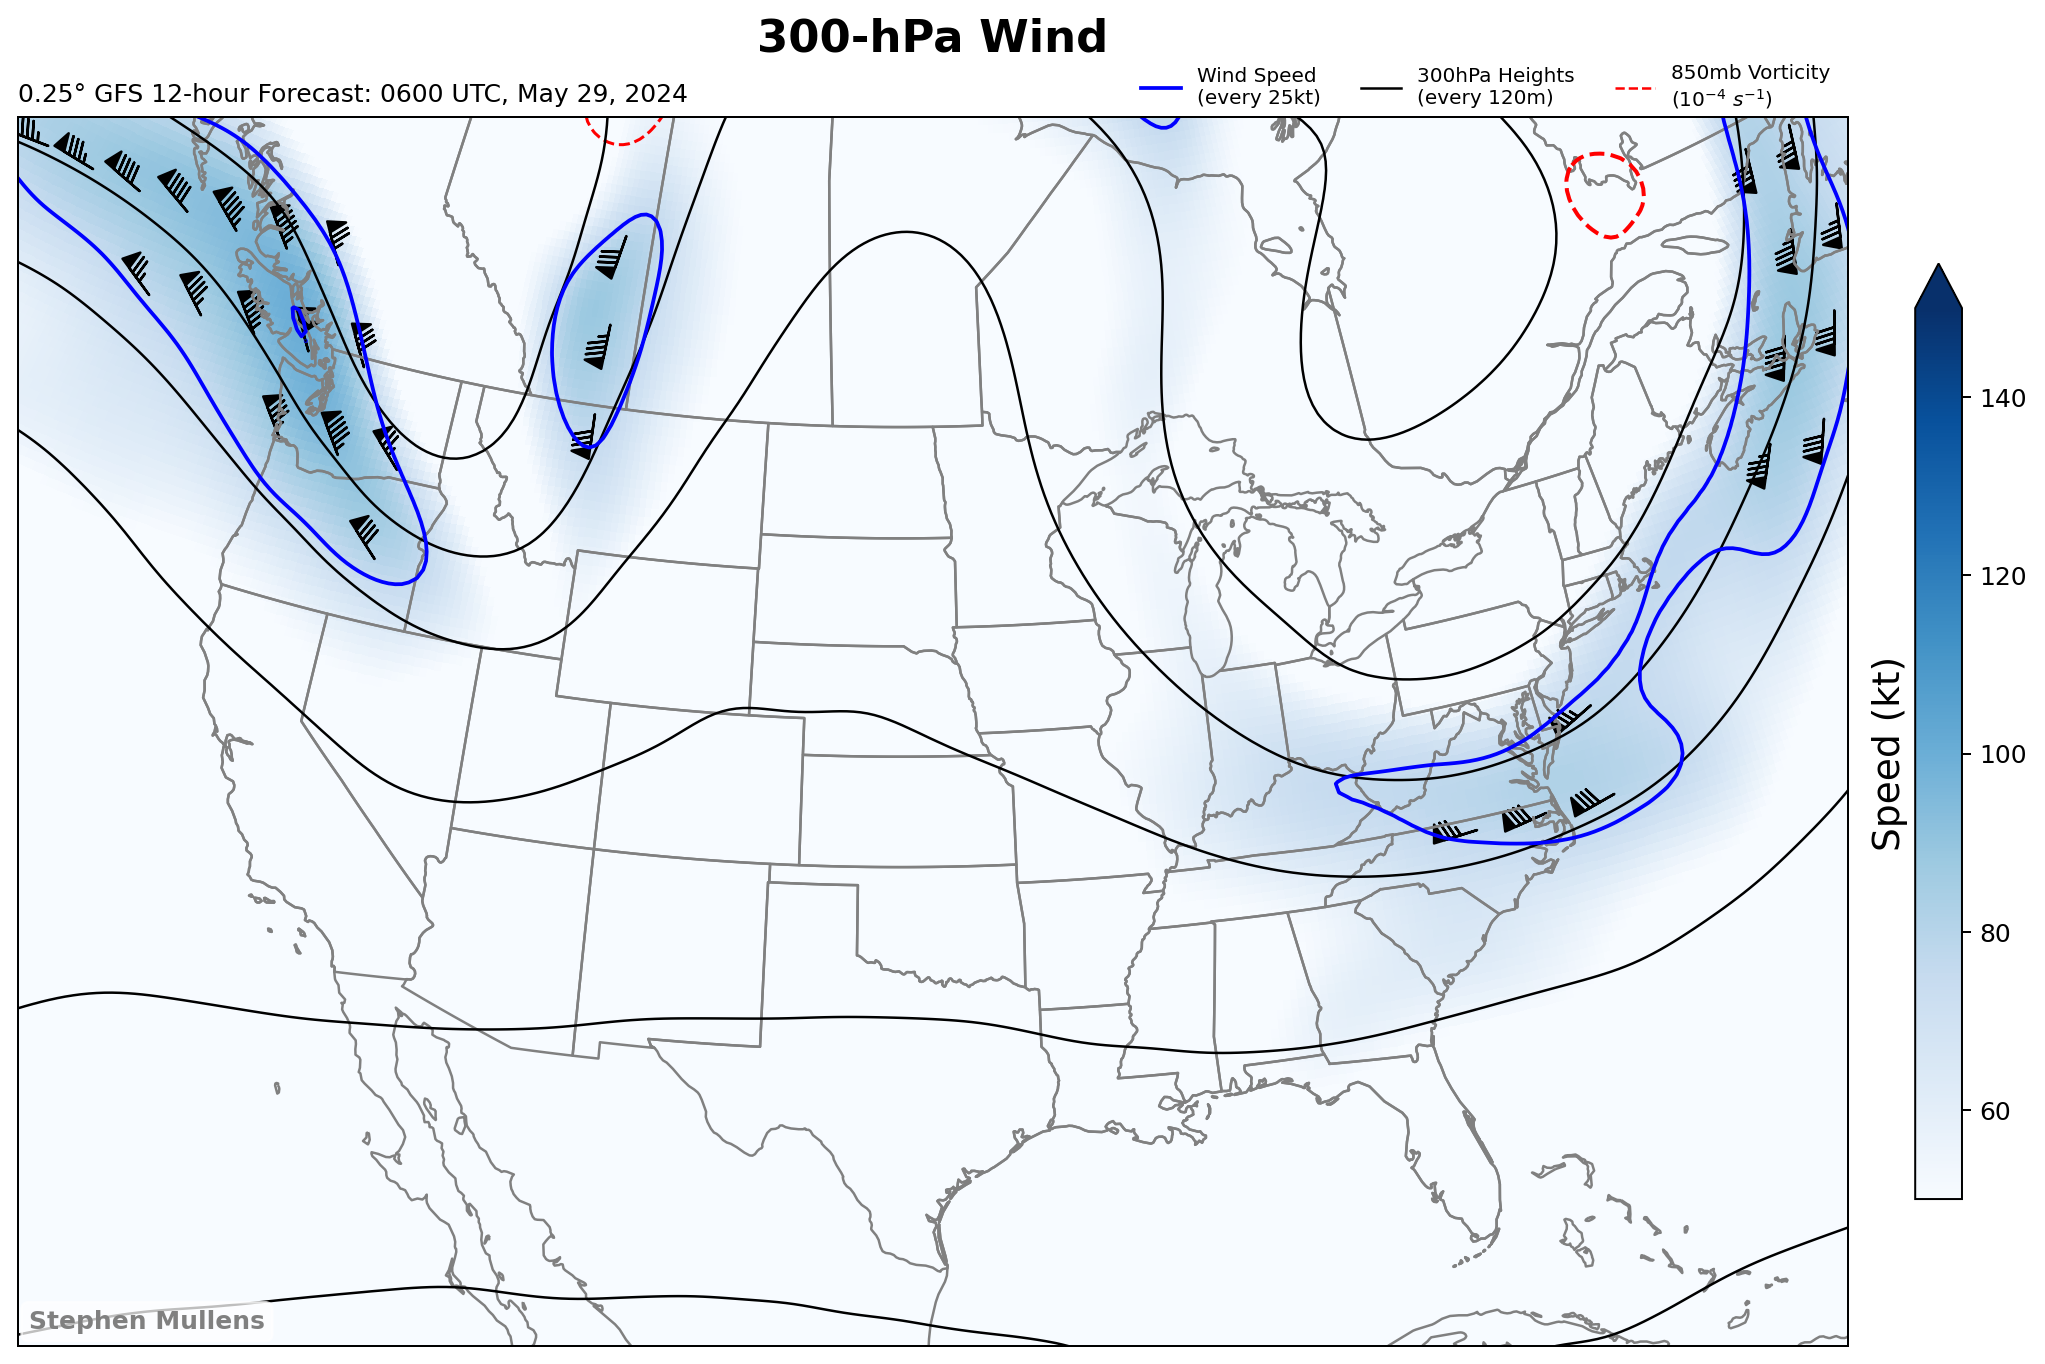 300-hPa Wind
0.25° GFS 12-hour Forecast: 0600 UTC, May 29, 2024
Wind Speed
(every 25kt)
300hPa Heights
(every 120m)
850mb Vorticity
(10⁻⁴ s⁻¹)
140
120
100
80
60
Speed (kt)
Stephen Mullens